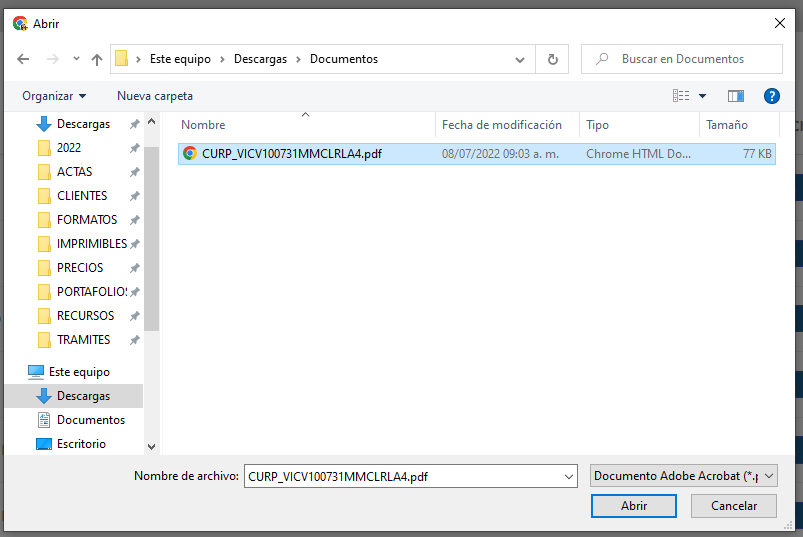 Abrir
Este equipo > Descargas > Documentos
Buscar en Documentos
Organizar
Nueva carpeta
?
Nombre Fecha de modificación Tipo Tamaño
CURP_VICV100731MMCLRLA4.pdf 08/07/2022 09:03 a. m. Chrome HTML Do... 77 KB
Descargas
2022
ACTAS
CLIENTES
FORMATOS
IMPRIMIBLES
PRECIOS
PORTAFOLIOS
RECURSOS
TRAMITES
Este equipo
Descargas
Documentos
Escritorio
Nombre de archivo: CURP_VICV100731MMCLRLA4.pdf
Documento Adobe Acrobat (*.p
Abrir
Cancelar